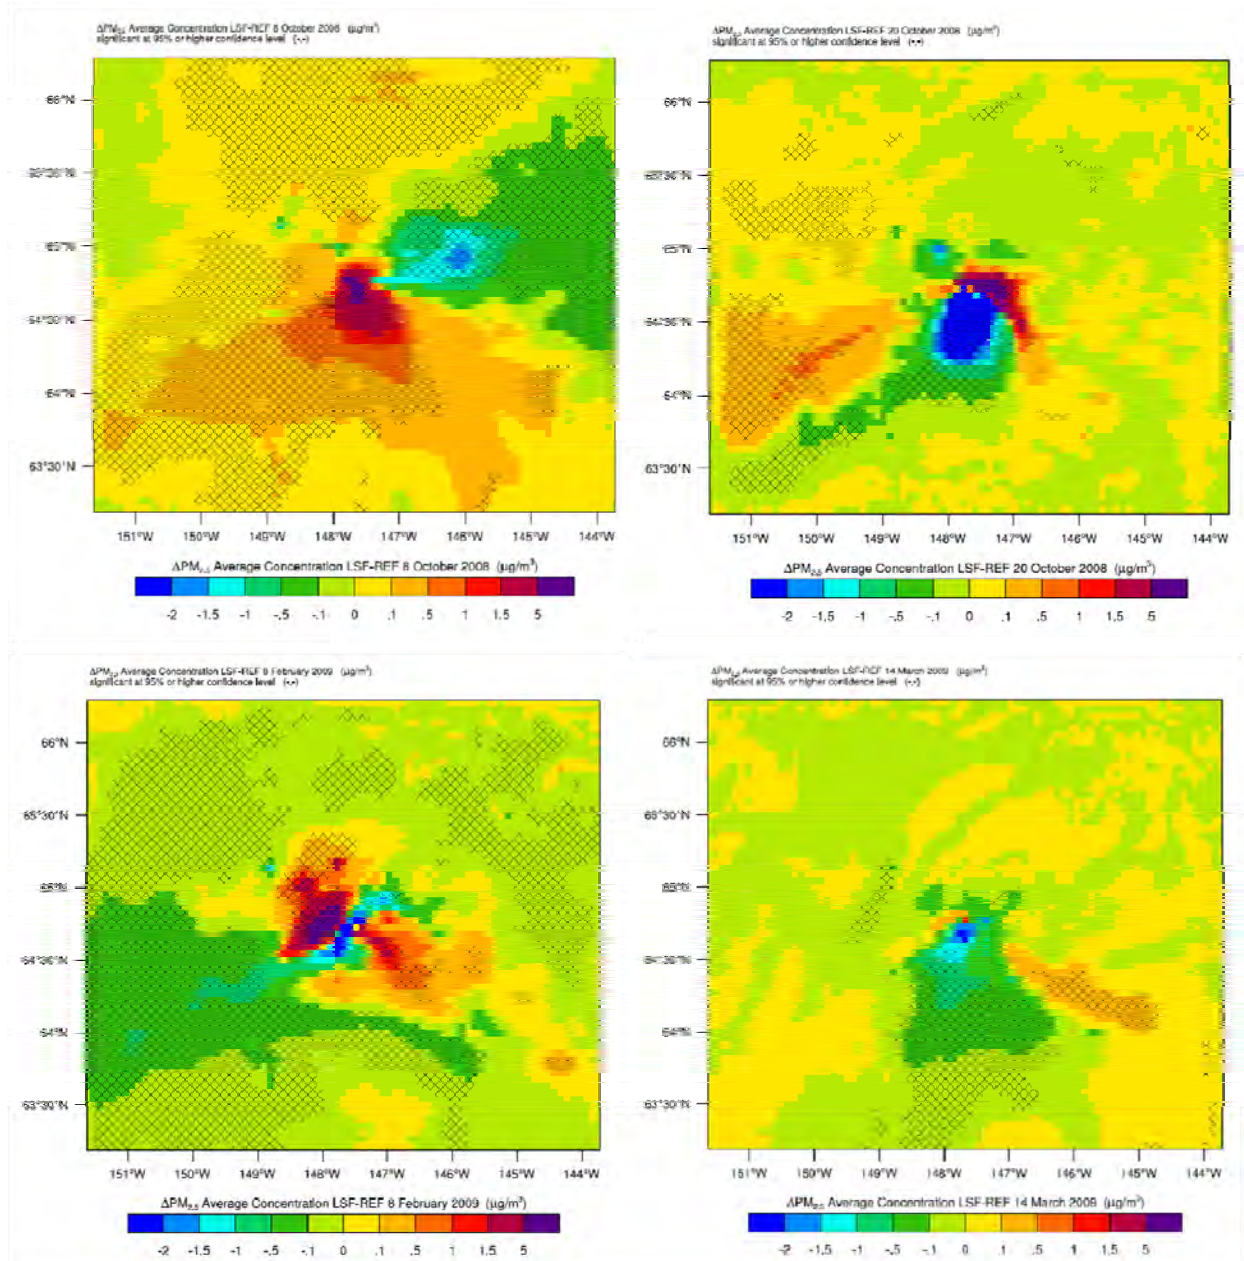 ΔPM2.5 Average Concentration LSF-REF 8 October 2008 (μg/m³)
significant at 95% or higher confidence level (-,-)
66°N
65°30'N
65°N
64°30'N
64°N
63°30'N
151°W 150°W 149°W 148°W 147°W 146°W 145°W 144°W
ΔPM2.5 Average Concentration LSF-REF 8 October 2008 (μg/m³)
-2 -1.5 -1 -.5 -.1 0 .1 .5 1 1.5 5
ΔPM2.5 Average Concentration LSF-REF 20 October 2008 (μg/m³)
significant at 95% or higher confidence level (-,-)
66°N
65°30'N
65°N
64°30'N
64°N
63°30'N
151°W 150°W 149°W 148°W 147°W 146°W 145°W 144°W
ΔPM2.5 Average Concentration LSF-REF 20 October 2008 (μg/m³)
-2 -1.5 -1 -.5 -.1 0 .1 .5 1 1.5 5
ΔPM2.5 Average Concentration LSF-REF 8 February 2009 (μg/m³)
significant at 95% or higher confidence level (-,-)
66°N
65°30'N
65°N
64°30'N
64°N
63°30'N
151°W 150°W 149°W 148°W 147°W 146°W 145°W 144°W
ΔPM2.5 Average Concentration LSF-REF 8 February 2009 (μg/m³)
-2 -1.5 -1 -.5 -.1 0 .1 .5 1 1.5 5
ΔPM2.5 Average Concentration LSF-REF 14 March 2009 (μg/m³)
significant at 95% or higher confidence level (-,-)
66°N
65°30'N
65°N
64°30'N
64°N
63°30'N
151°W 150°W 149°W 148°W 147°W 146°W 145°W 144°W
ΔPM2.5 Average Concentration LSF-REF 14 March 2009 (μg/m³)
-2 -1.5 -1 -.5 -.1 0 .1 .5 1 1.5 5